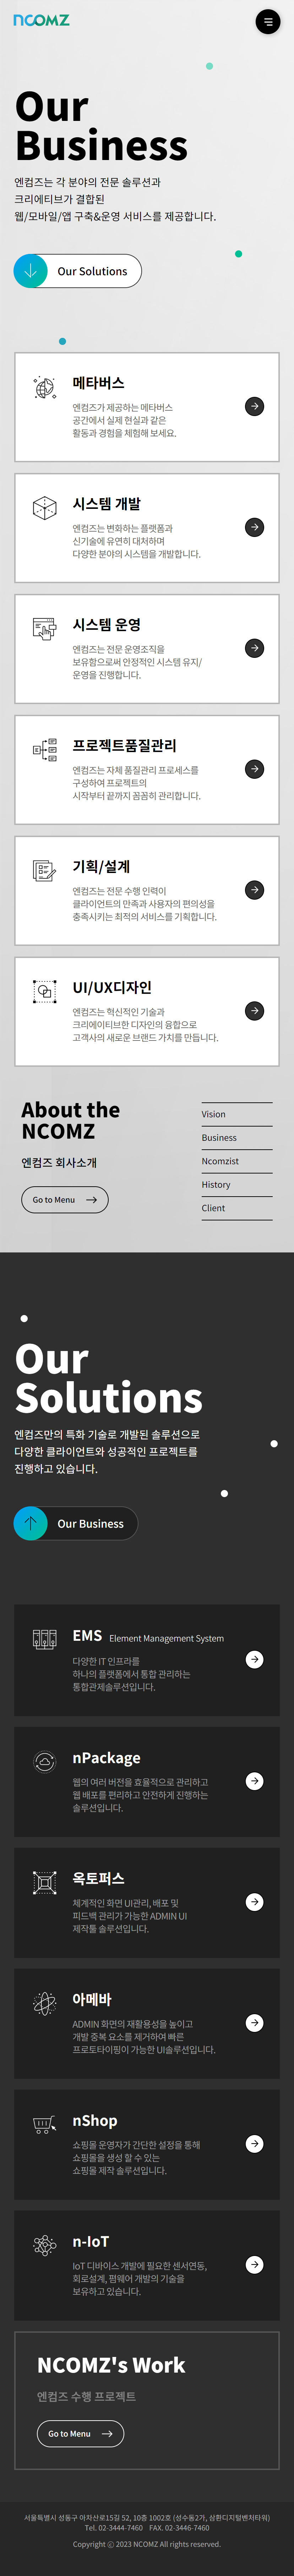 NCOMZ
Our
Business
엔컴즈는 각 분야의 전문 솔루션과
크리에티브가 결합된
웹/모바일/앱 구축&운영 서비스를 제공합니다.
Our Solutions
메타버스
엔컴즈가 제공하는 메타버스
공간에서 실제 현실과 같은
활동과 경험을 체험해 보세요.
시스템 개발
엔컴즈는 변화하는 플랫폼과
신기술에 유연히 대처하며
다양한 분야의 시스템을 개발합니다.
시스템 운영
엔컴즈는 전문 운영조직을
보유함으로써 안정적인 시스템 유지/
운영을 진행합니다.
프로젝트품질관리
엔컴즈는 자체 품질관리 프로세스를
구성하여 프로젝트의
시작부터 끝까지 꼼꼼히 관리합니다.
기획/설계
엔컴즈는 전문 수행 인력이
클라이언트의 만족과 사용자의 편의성을
충족시키는 최적의 서비스를 기획합니다.
UI/UX디자인
엔컴즈는 혁신적인 기술과
크리에이티브한 디자인의 융합으로
고객사의 새로운 브랜드 가치를 만듭니다.
About the
NCOMZ
엔컴즈 회사소개
Go to Menu
Vision
Business
Ncomzist
History
Client
Our
Solutions
엔컴즈만의 특화 기술로 개발된 솔루션으로
다양한 클라이언트와 성공적인 프로젝트를
진행하고 있습니다.
Our Business
EMS Element Management System
다양한 IT 인프라를
하나의 플랫폼에서 통합 관리하는
통합관제솔루션입니다.
nPackage
웹의 여러 버전을 효율적으로 관리하고
웹 배포를 편리하고 안전하게 진행하는
솔루션입니다.
옥토퍼스
체계적인 화면 UI관리, 배포 및
피드백 관리가 가능한 ADMIN UI
제작툴 솔루션입니다.
아메바
ADMIN 화면의 재활용성을 높이고
개발 중복 요소를 제거하여 빠른
프로토타이핑이 가능한 UI솔루션입니다.
nShop
쇼핑몰 운영자가 간단한 설정을 통해
쇼핑몰을 생성 할 수 있는
쇼핑몰 제작 솔루션입니다.
n-IoT
IoT 디바이스 개발에 필요한 센서연동,
회로설계, 펌웨어 개발의 기술을
보유하고 있습니다.
NCOMZ's Work
엔컴즈 수행 프로젝트
Go to Menu
서울특별시 성동구 아차산로15길 52, 10층 1002호 (성수동2가, 삼환디지털벤처타워)
Tel. 02-3444-7460 FAX. 02-3446-7460
Copyright ⓒ 2023 NCOMZ All rights reserved.